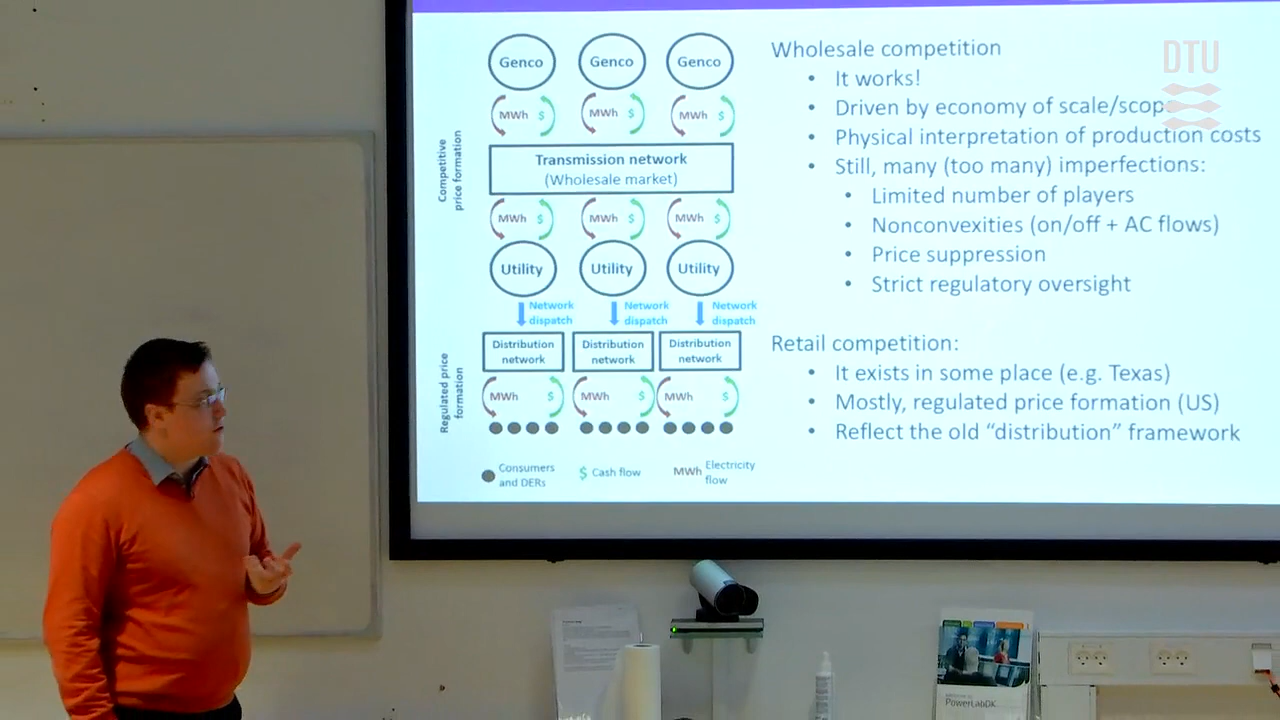 Genco
Genco
Genco
MWh $
MWh $
MWh $
Competitive
price formation
Transmission network
(Wholesale market)
MWh $
MWh $
MWh $
Utility
Utility
Utility
Network
dispatch
Network
dispatch
Network
dispatch
Regulated price
formation
Distribution
network
Distribution
network
Distribution
network
MWh $
MWh $
MWh $
Consumers
and DERs
$ Cash flow
MWh Electricity
flow
Wholesale competition
• It works!
• Driven by economy of scale/scope
• Physical interpretation of production costs
• Still, many (too many) imperfections:
• Limited number of players
• Nonconvexities (on/off + AC flows)
• Price suppression
• Strict regulatory oversight
Retail competition:
• It exists in some place (e.g. Texas)
• Mostly, regulated price formation (US)
• Reflect the old “distribution” framework
DTU
PowerLabDK